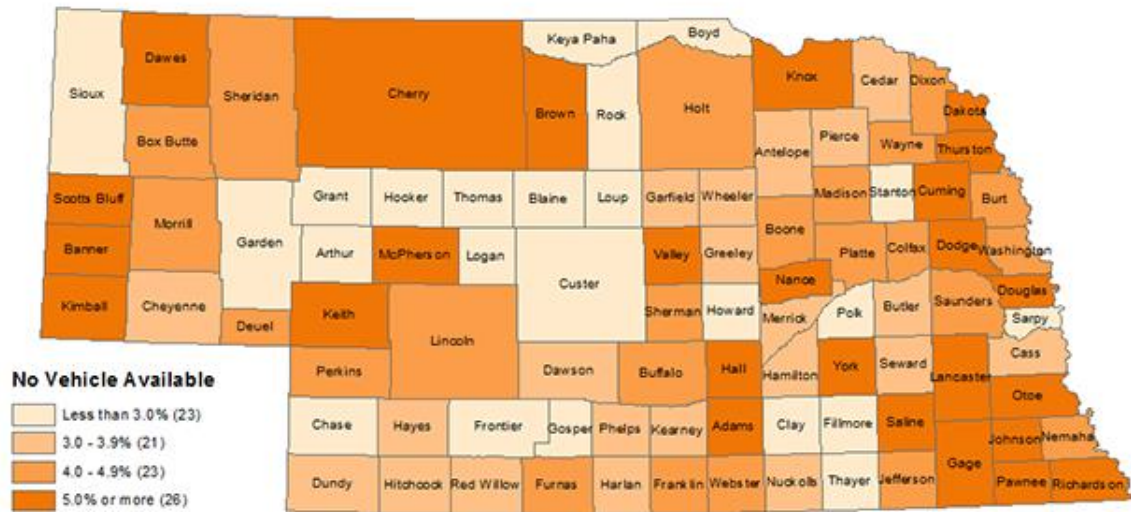 Keya Paha
Boyd
Dawes
Sioux
Sheridan
Cherry
Brown
Rock
Holt
Knox
Cedar
Dixon
Dakota
Box Butte
Antelope
Pierce
Wayne
Thurston
Scotts Bluff
Morrill
Garden
Grant
Hooker
Thomas
Blaine
Loup
Garfield
Wheeler
Madison
Stanton
Cuming
Burt
Banner
Arthur
McPherson
Logan
Custer
Valley
Greeley
Boone
Platte
Colfax
Dodge
Washington
Kimball
Cheyenne
Deuel
Keith
Lincoln
Sherman
Howard
Nance
Merrick
Polk
Butler
Saunders
Douglas
Sarpy
Perkins
Dawson
Buffalo
Hall
Hamilton
York
Seward
Lancaster
Cass
Otoe
Chase
Hayes
Frontier
Gosper
Phelps
Kearney
Adams
Clay
Fillmore
Saline
Gage
Johnson
Nemaha
Dundy
Hitchcock
Red Willow
Furnas
Harlan
Franklin
Webster
Nuckolls
Thayer
Jefferson
Pawnee
Richardson
No Vehicle Available
Less than 3.0% (23)
3.0 - 3.9% (21)
4.0 - 4.9% (23)
5.0% or more (26)